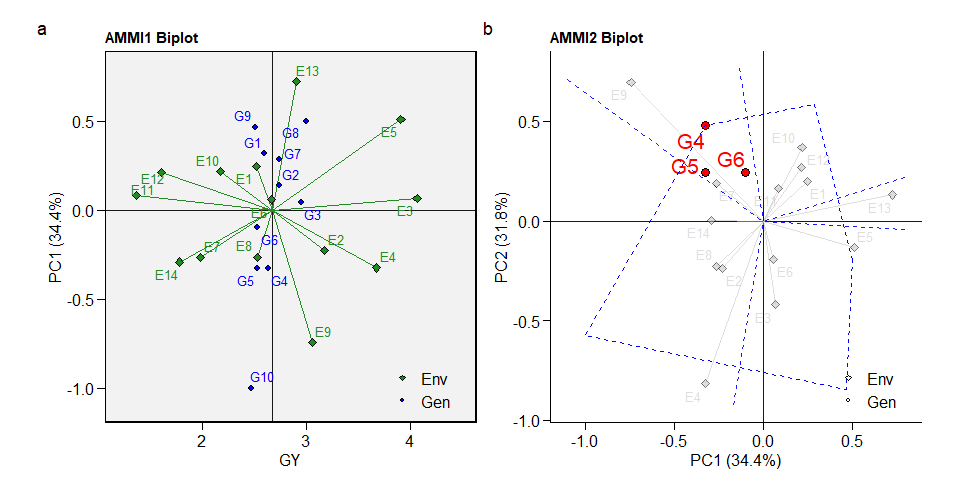 a
AMMI1 Biplot
E13
G9
G8
E5
G1
G7
E10
E12
E1
G2
E11
E3
E6
G3
G6
E2
E7
E8
E4
E14
G5
G4
E9
G10
0.5
0.0
-0.5
-1.0
PC1 (34.4%)
2
3
4
GY
Env
Gen
b
AMMI2 Biplot
E9
G4
E10
G5
G6
E12
E7
E11
E1
E13
E14
E5
E8
E2
E6
E3
E4
0.5
0.0
-0.5
-1.0
PC2 (31.8%)
-1.0
-0.5
0.0
0.5
PC1 (34.4%)
Env
Gen